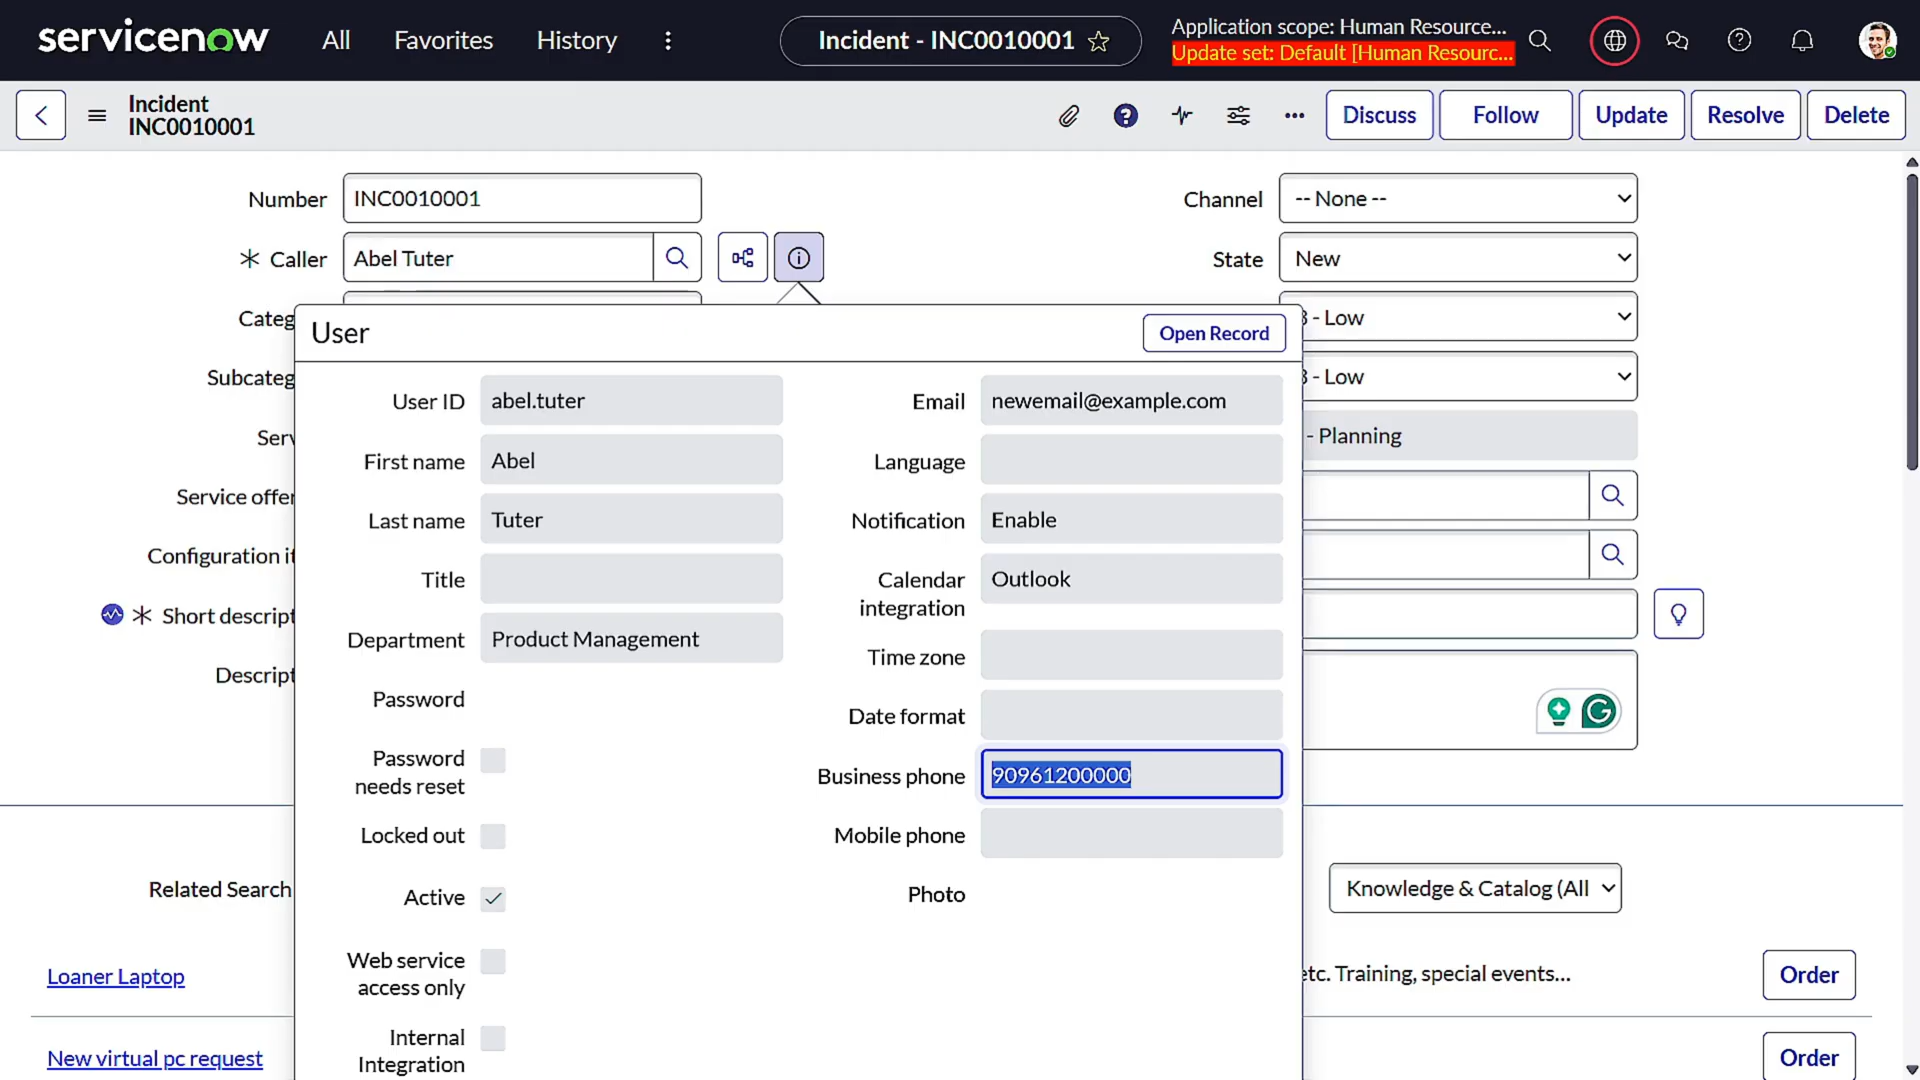 servicenow
All
Favorites
History
Incident - INC0010001
Application scope: Human Resource...
Update set: Default [Human Resourc...
Incident
INC0010001
Discuss
Follow
Update
Resolve
Delete
Number
INC0010001
Channel
-- None --
Caller
Abel Tuter
State
New
Categ
- Low
Subcateg
- Low
Serv
- Planning
Service offer
Configuration it
Short descript
Descript
User
Open Record
User ID
abel.tuter
Email
newemail@example.com
First name
Abel
Language
Last name
Tuter
Notification
Enable
Title
Calendar
integration
Outlook
Department
Product Management
Time zone
Password
Date format
Password
needs reset
Business phone
90961200000
Locked out
Mobile phone
Active
Photo
Web service
access only
Internal
Integration
Related Search
Knowledge & Catalog (All
Loaner Laptop
etc. Training, special events...
Order
New virtual pc request
Order